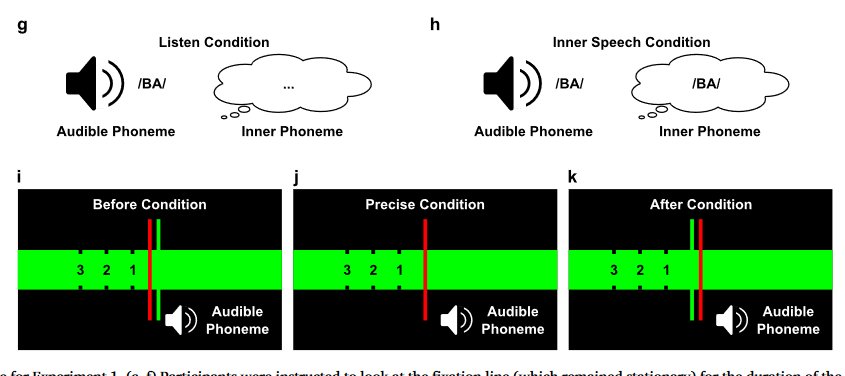 g
Listen Condition
/BA/
...
Audible Phoneme
Inner Phoneme
h
Inner Speech Condition
/BA/
/BA/
Audible Phoneme
Inner Phoneme
i
Before Condition
3 2 1
Audible
Phoneme
j
Precise Condition
3 2 1
Audible
Phoneme
k
After Condition
3 2 1
Audible
Phoneme
for Experiment 1. Participants were instructed to look at the fixation line (which remained stationary) for the duration of the